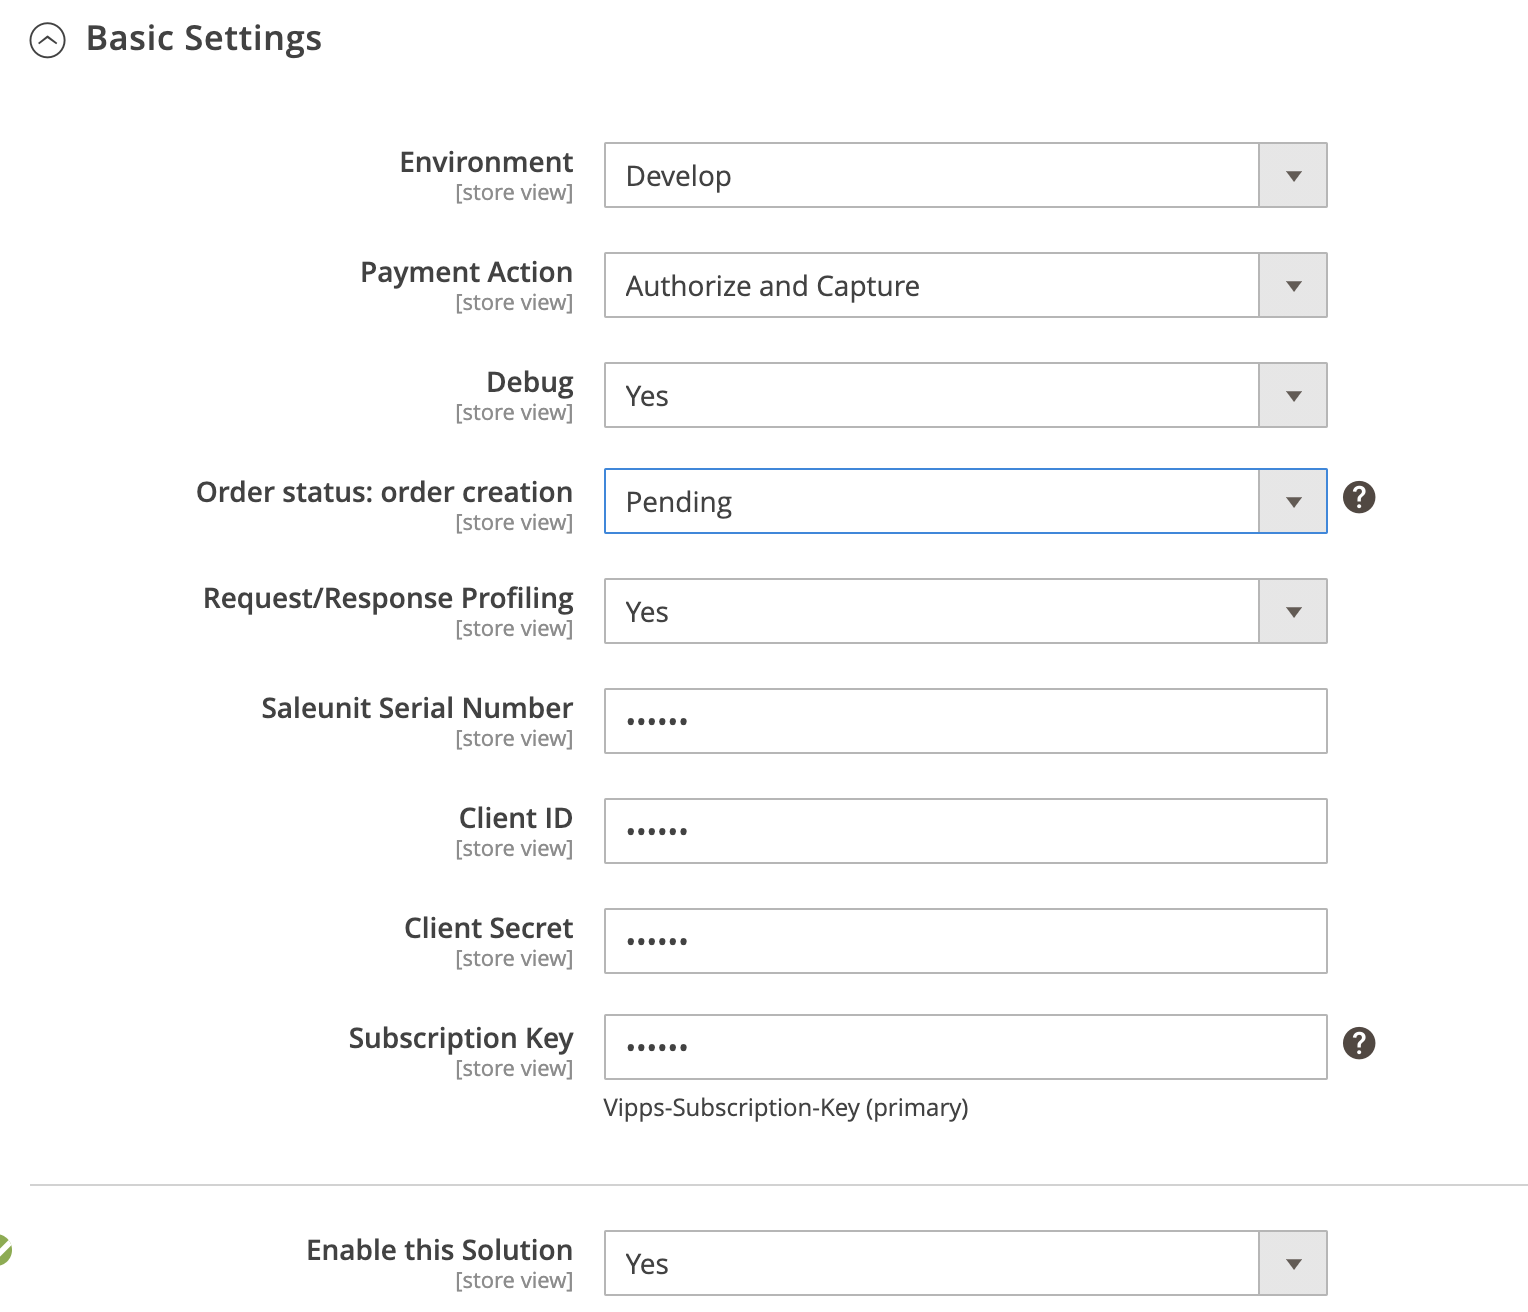 Basic Settings
Environment
[store view]
Develop
Payment Action
[store view]
Authorize and Capture
Debug
[store view]
Yes
Order status: order creation
[store view]
Pending
?
Request/Response Profiling
[store view]
Yes
Saleunit Serial Number
[store view]
••••••
Client ID
[store view]
••••••
Client Secret
[store view]
••••••
Subscription Key
[store view]
••••••
?
Vipps-Subscription-Key (primary)
Enable this Solution
[store view]
Yes